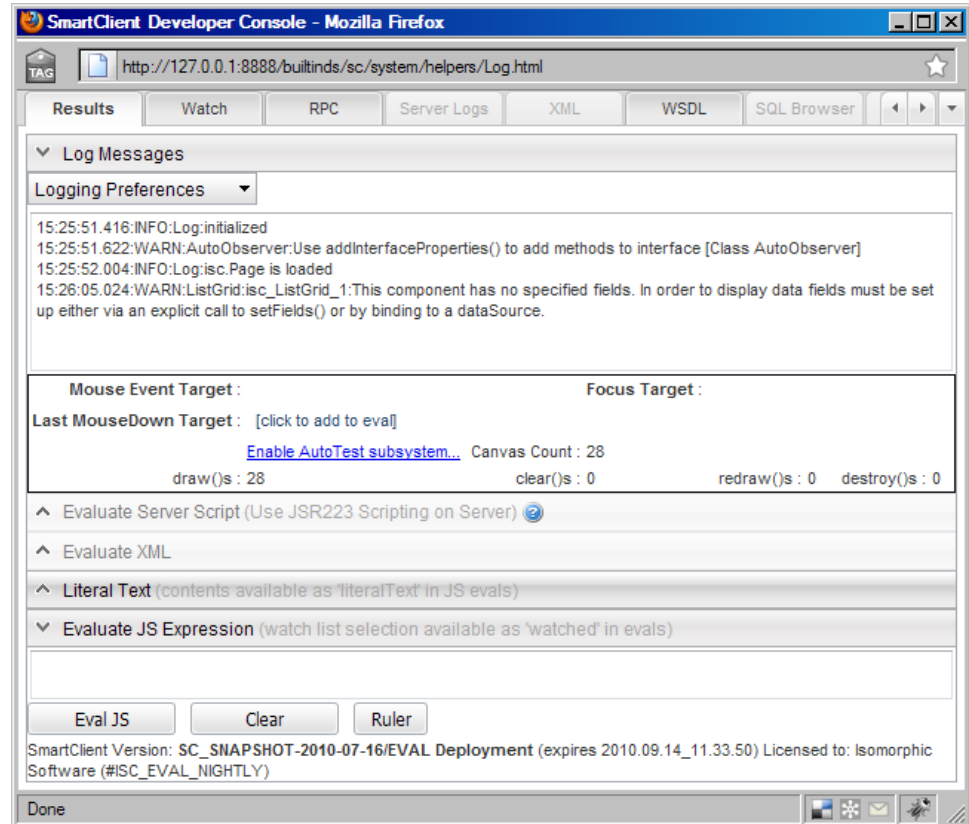 SmartClient Developer Console - Mozilla Firefox
TAG
http://127.0.0.1:8888/builtinds/sc/system/helpers/Log.html
Results Watch RPC Server Logs XML WSDL SQL Browser
Log Messages
Logging Preferences
15:25:51.416:INFO:Log:initialized
15:25:51.622:WARN:AutoObserver:Use addInterfaceProperties() to add methods to interface [Class AutoObserver]
15:25:52.004:INFO:Log:isc.Page is loaded
15:26:05.024:WARN:ListGrid:isc_ListGrid_1:This component has no specified fields. In order to display data fields must be set
up either via an explicit call to setFields() or by binding to a dataSource.
Mouse Event Target : Focus Target :
Last MouseDown Target : [click to add to eval]
Enable AutoTest subsystem... Canvas Count : 28
draw()s : 28 clear()s : 0 redraw()s : 0 destroy()s : 0
Evaluate Server Script (Use JSR223 Scripting on Server) ?
Evaluate XML
Literal Text (contents available as 'literalText' in JS evals)
Evaluate JS Expression (watch list selection available as 'watched' in evals)
Eval JS Clear Ruler
SmartClient Version: SC_SNAPSHOT-2010-07-16/EVAL Deployment (expires 2010.09.14_11.33.50) Licensed to: Isomorphic
Software (#ISC_EVAL_NIGHTLY)
Done